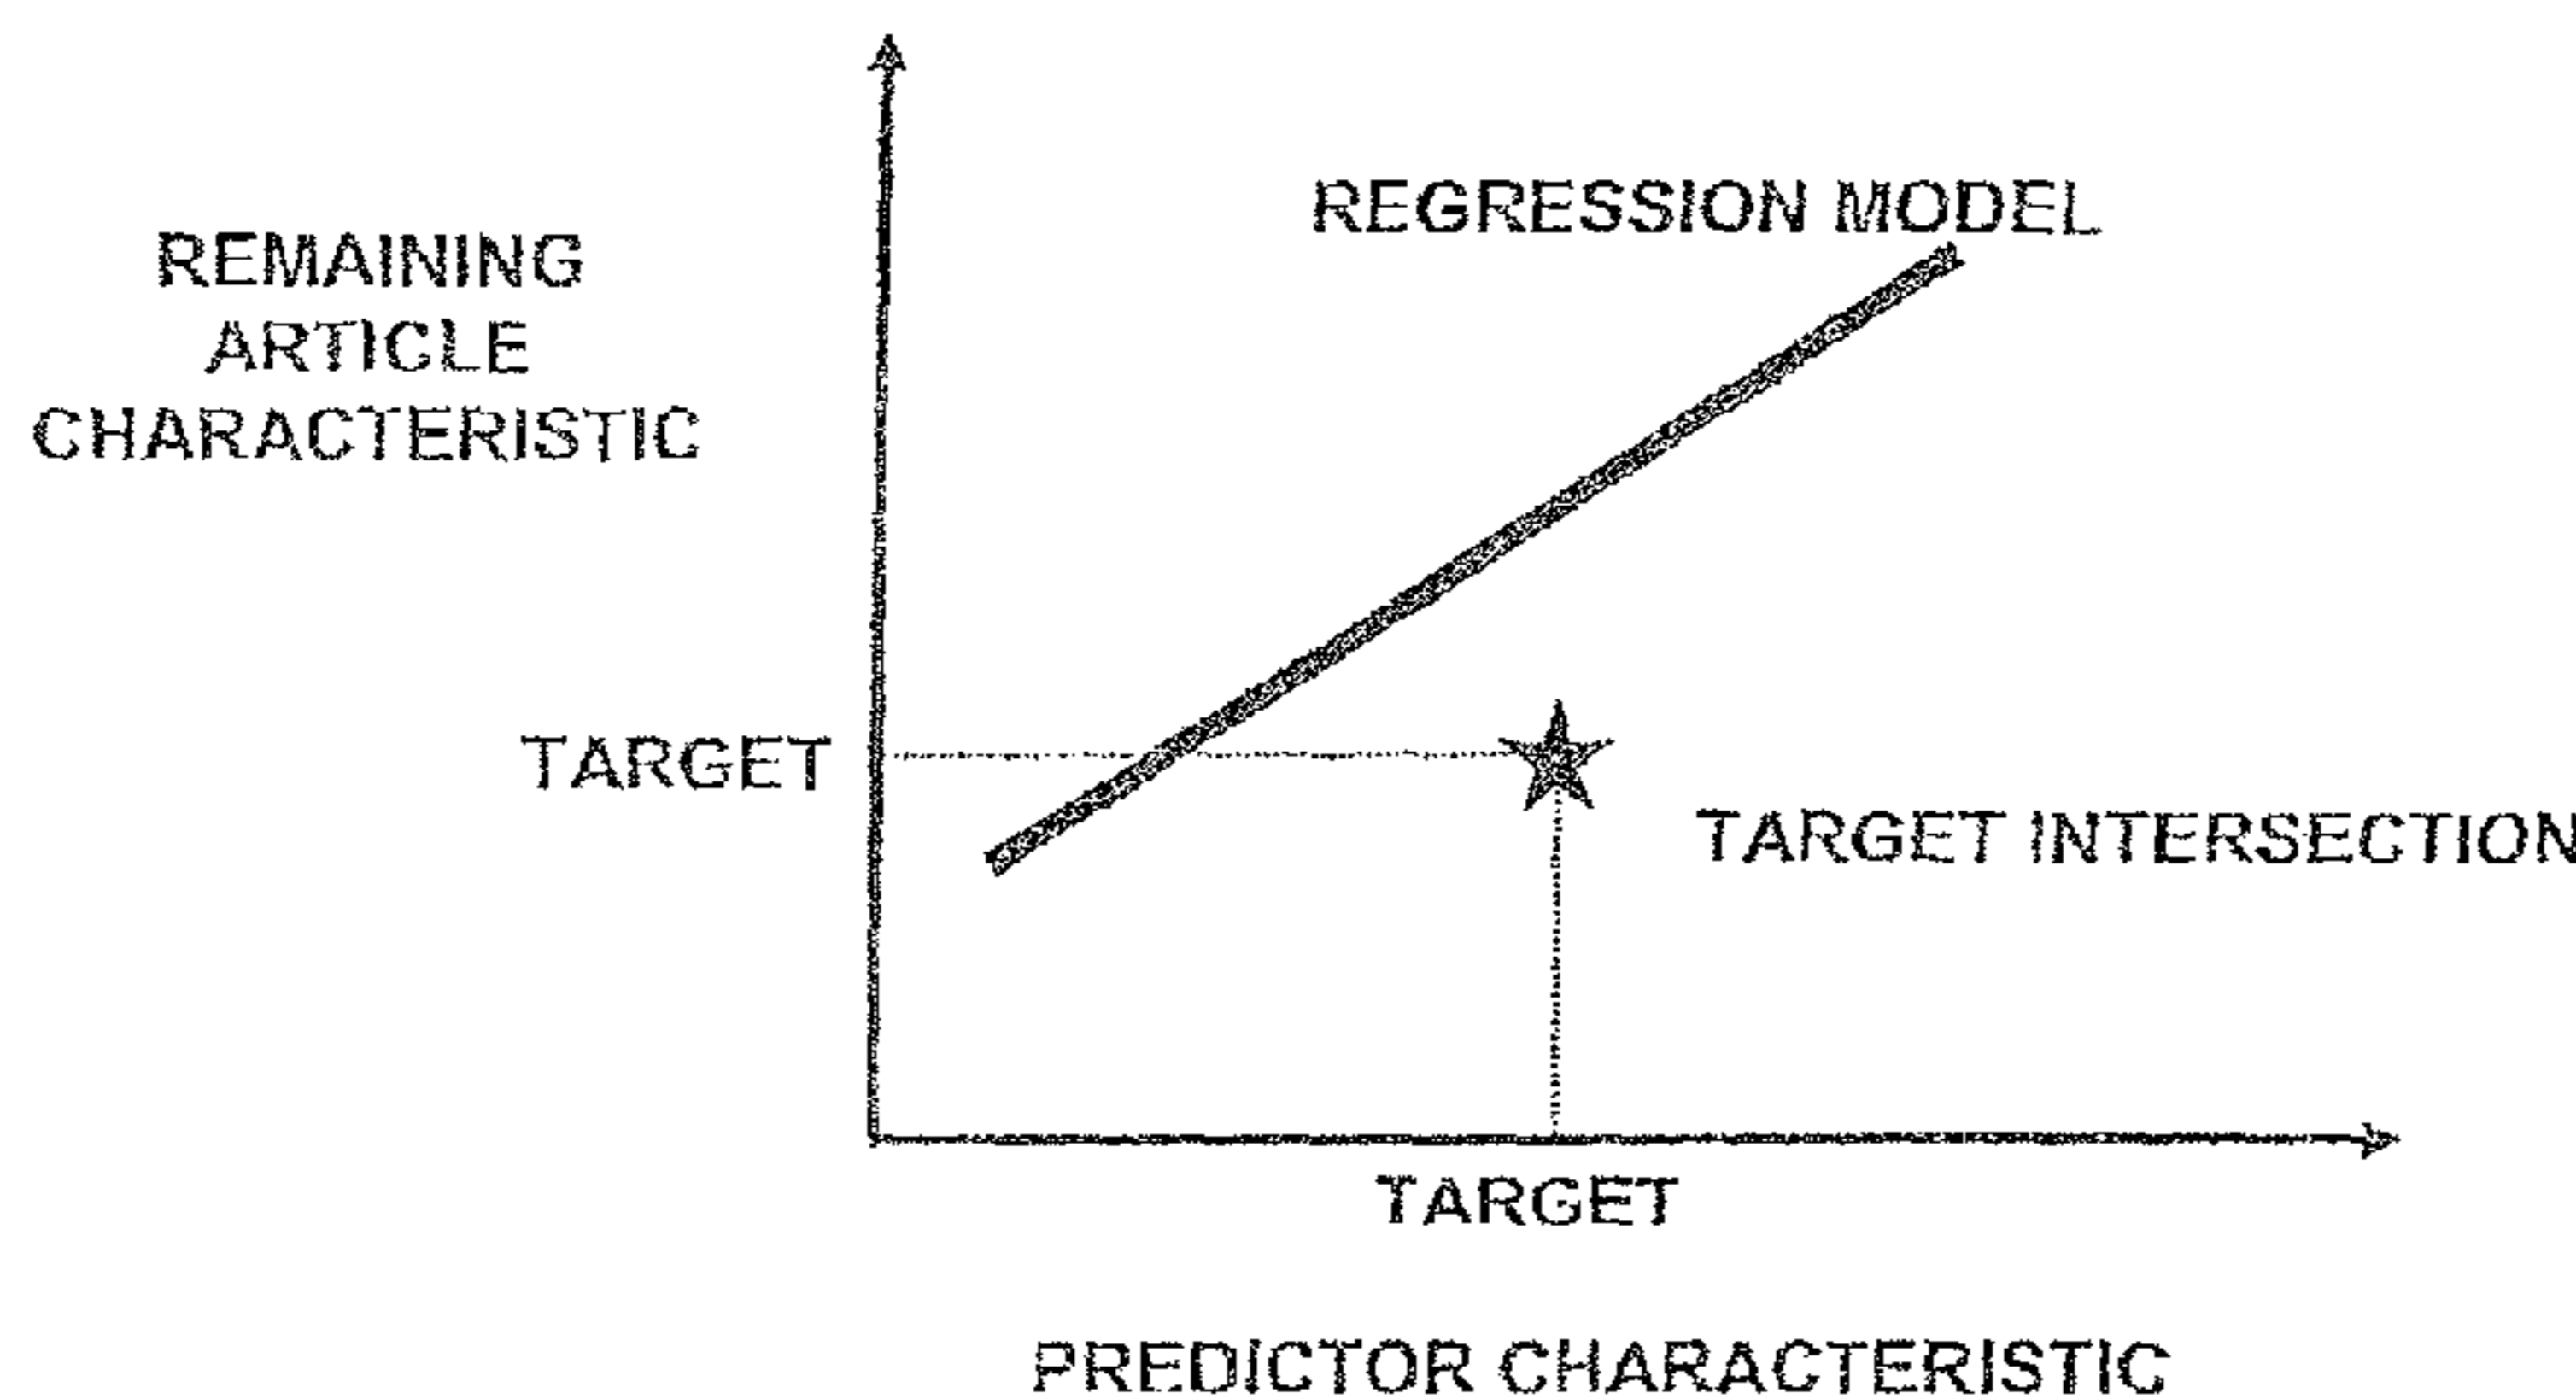 REGRESSION MODEL
REMAINING
ARTICLE
CHARACTERISTIC
TARGET
TARGET INTERSECTION
TARGET
PREDICTOR CHARACTERISTIC